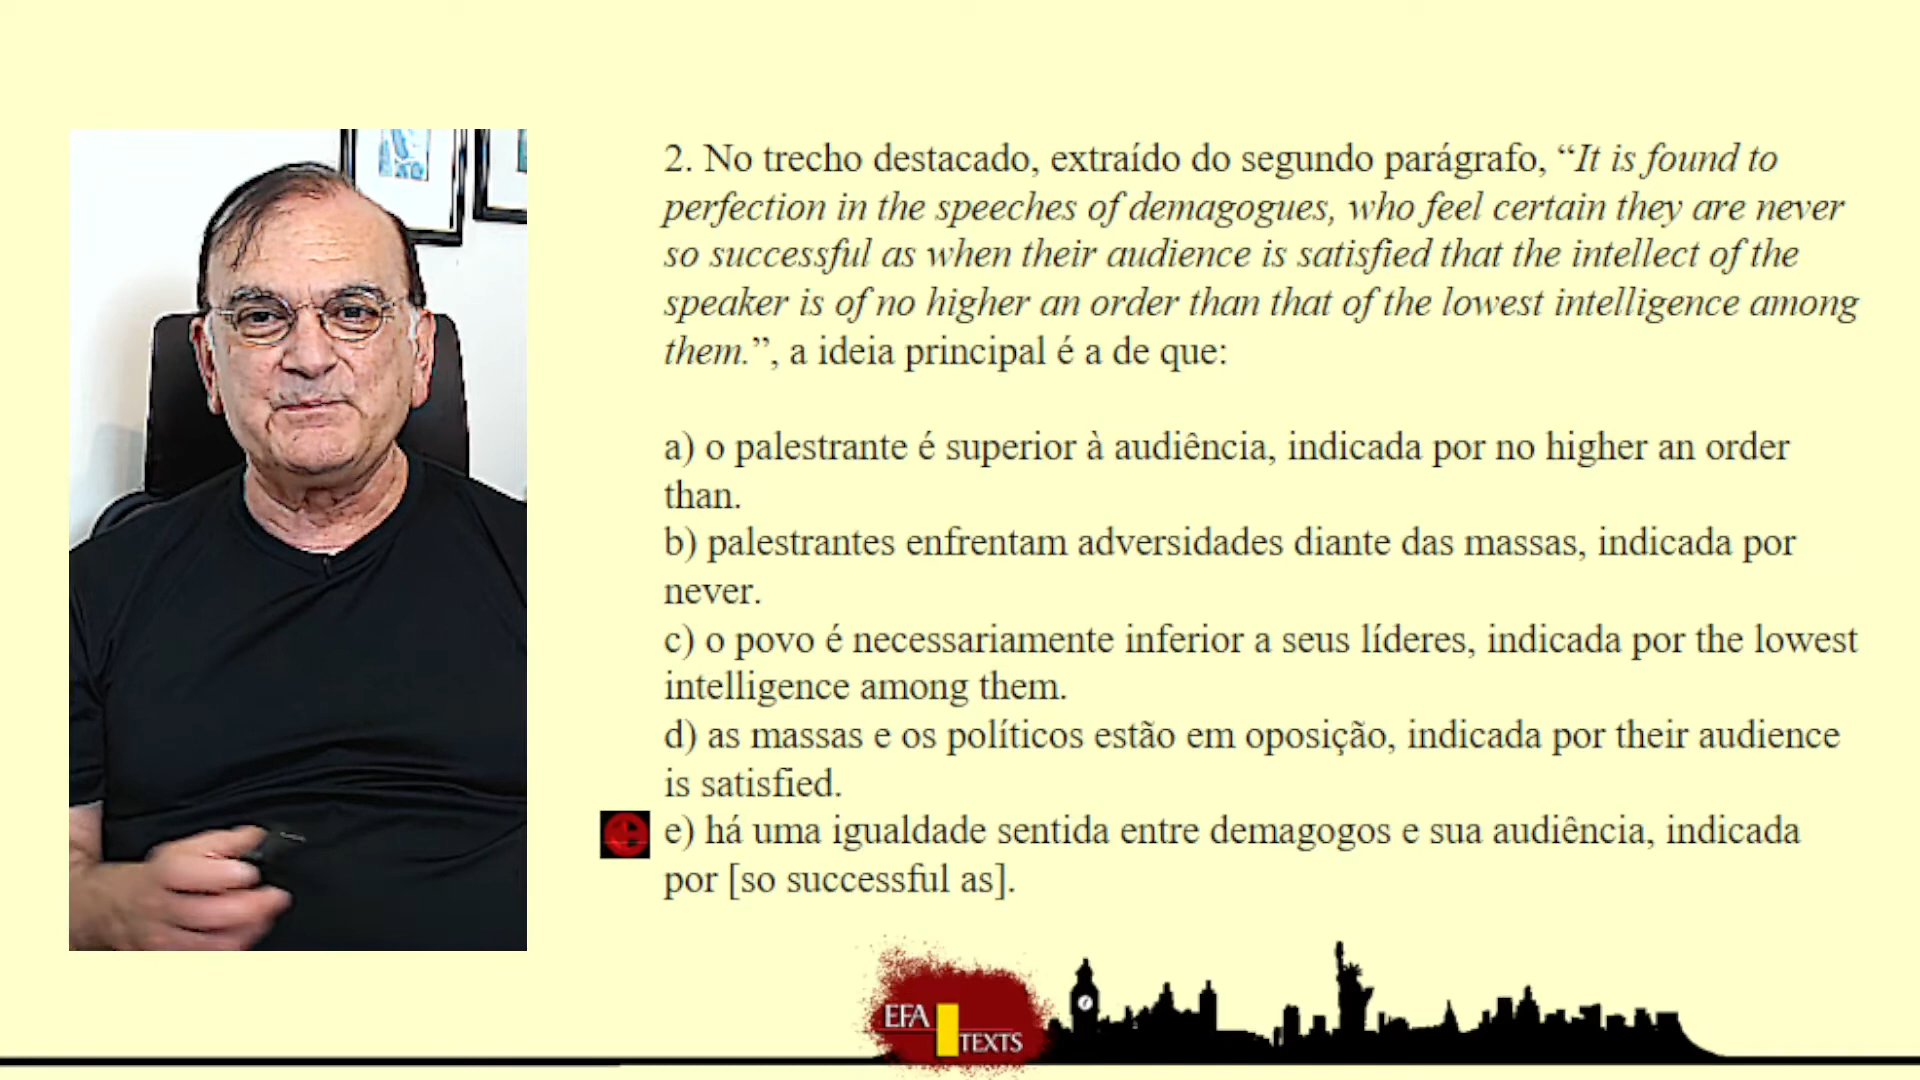 2. No trecho destacado, extraído do segundo parágrafo, “It is found to
perfection in the speeches of demagogues, who feel certain they are never
so successful as when their audience is satisfied that the intellect of the
speaker is of no higher an order than that of the lowest intelligence among
them.”, a ideia principal é a de que:
a) o palestrante é superior à audiência, indicada por no higher an order
than.
b) palestrantes enfrentam adversidades diante das massas, indicada por
never.
c) o povo é necessariamente inferior a seus líderes, indicada por the lowest
intelligence among them.
d) as massas e os políticos estão em oposição, indicada por their audience
is satisfied.
e) há uma igualdade sentida entre demagogos e sua audiência, indicada
por [so successful as].
EFA
TEXTS